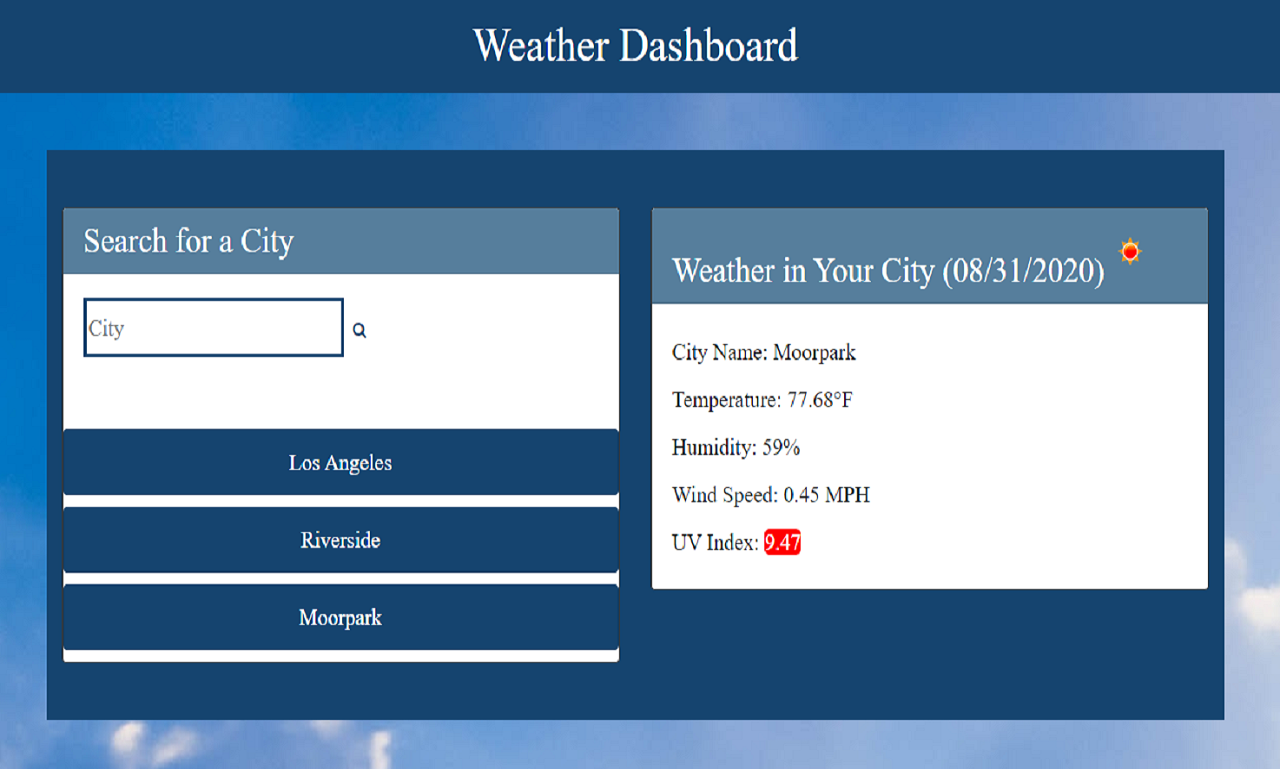 Weather Dashboard
Search for a City
City
Los Angeles
Riverside
Moorpark
Weather in Your City (08/31/2020)
City Name: Moorpark
Temperature: 77.68°F
Humidity: 59%
Wind Speed: 0.45 MPH
UV Index: 9.47